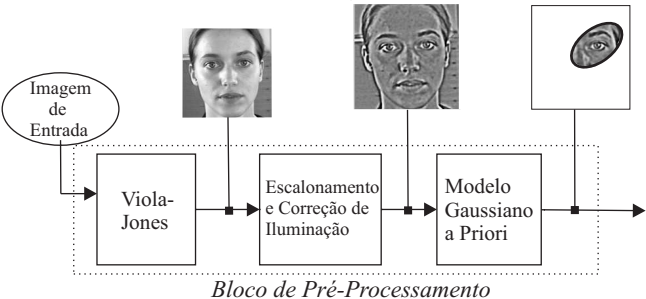 Imagem
de
Entrada
Viola-
Jones
Escalonamento
e Correção de
Iluminação
Modelo
Gaussiano
a Priori
Bloco de Pré-Processamento